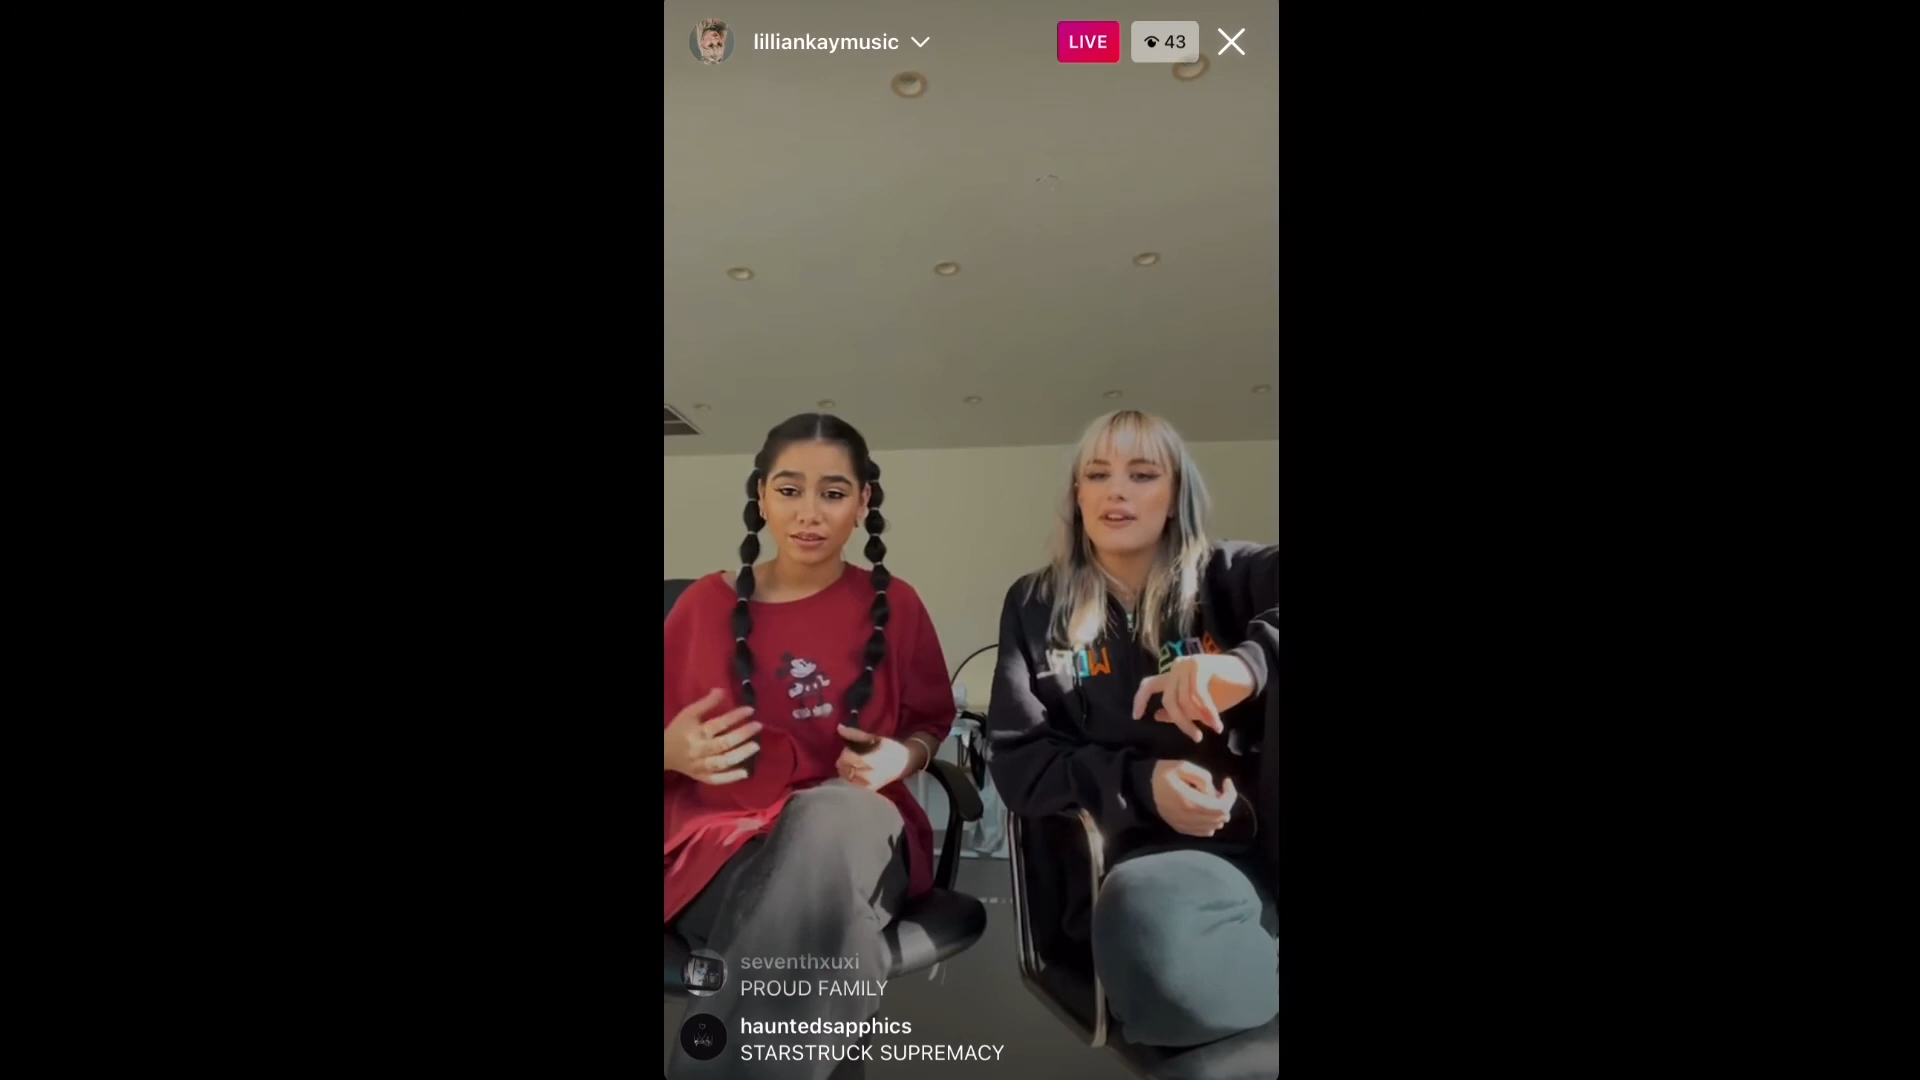 lilliankaymusic
LIVE
43
seventhxuxi
PROUD FAMILY
hauntedsapphics
STARSTRUCK SUPREMACY